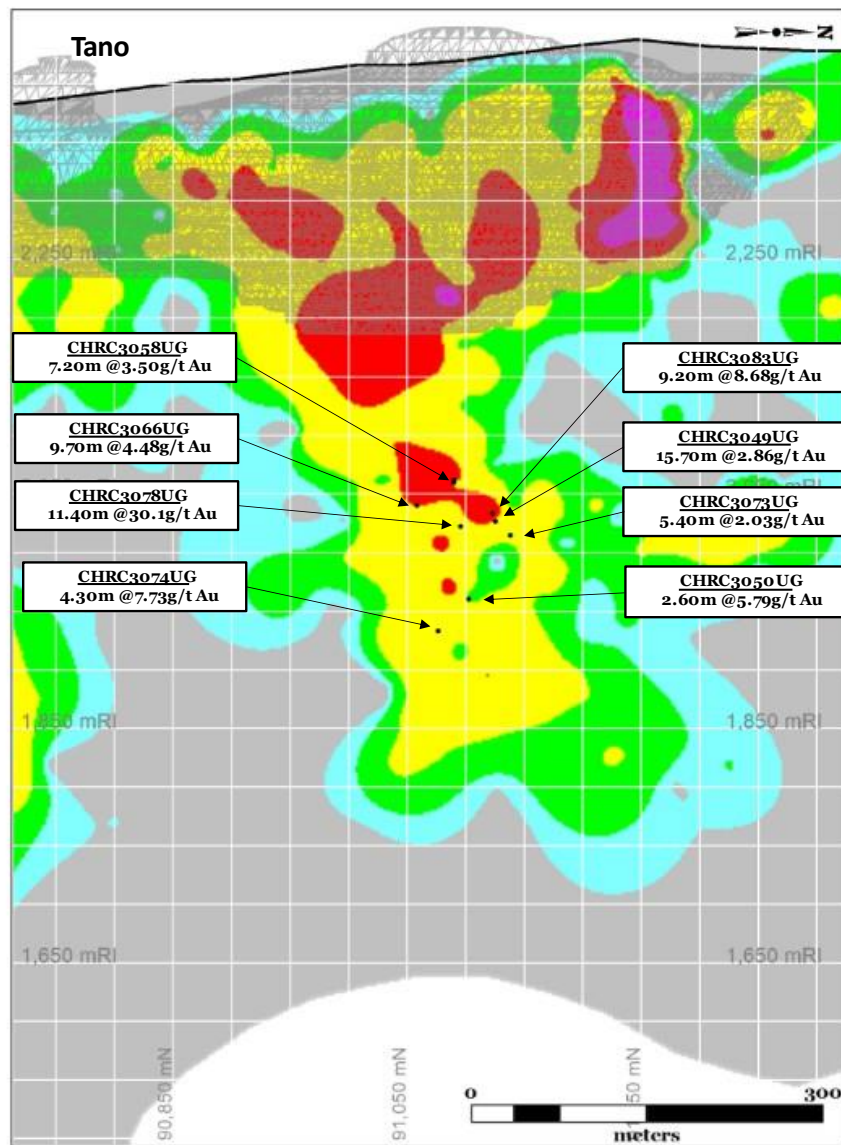 Tano
N
2,250 mRl
2,250 mRl
CHRC3058UG
7.20m @3.50g/t Au
CHRC3083UG
9.20m @8.68g/t Au
CHRC3066UG
9.70m @4.48g/t Au
CHRC3049UG
15.70m @2.86g/t Au
CHRC3078UG
11.40m @30.1g/t Au
CHRC3073UG
5.40m @2.03g/t Au
CHRC3074UG
4.30m @7.73g/t Au
CHRC3050UG
2.60m @5.79g/t Au
1,850 mRl
1,850 mRl
1,650 mRl
1,650 mRl
90,850 mN
91,050 mN
50 mN
0
300
meters